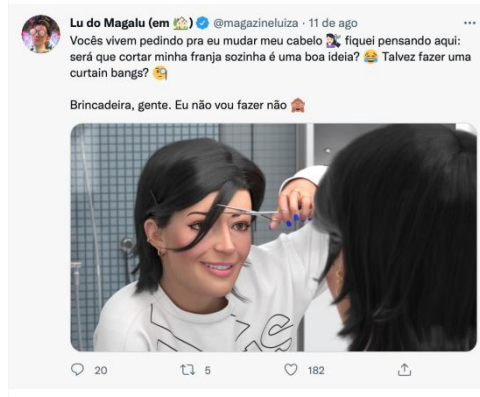 Lu do Magalu (em 🏡) @magazineluiza · 11 de ago
Vocês vivem pedindo pra eu mudar meu cabelo 💇🏻‍♀️ fiquei pensando aqui:
será que cortar minha franja sozinha é uma boa ideia? 😂 Talvez fazer uma
curtain bangs? 🧐
Brincadeira, gente. Eu não vou fazer não 🙈
20 5 182